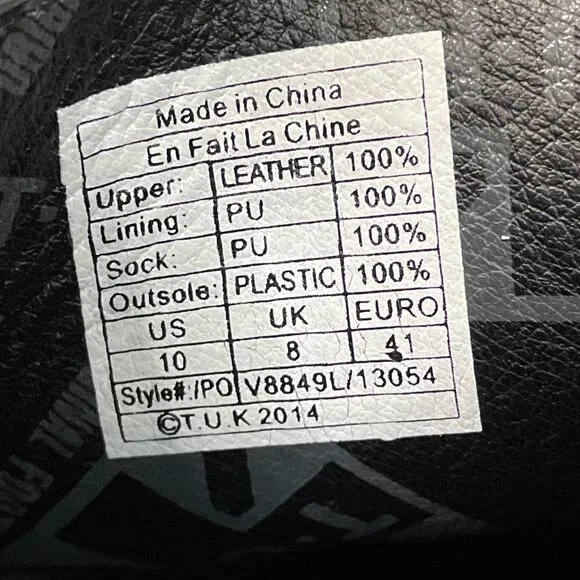 Made in China
En Fait La Chine
Upper: LEATHER 100%
Lining: PU 100%
Sock: PU 100%
Outsole: PLASTIC 100%
US UK EURO
10 8 41
Style#:/PO V8849L/13054
©T.U.K 2014